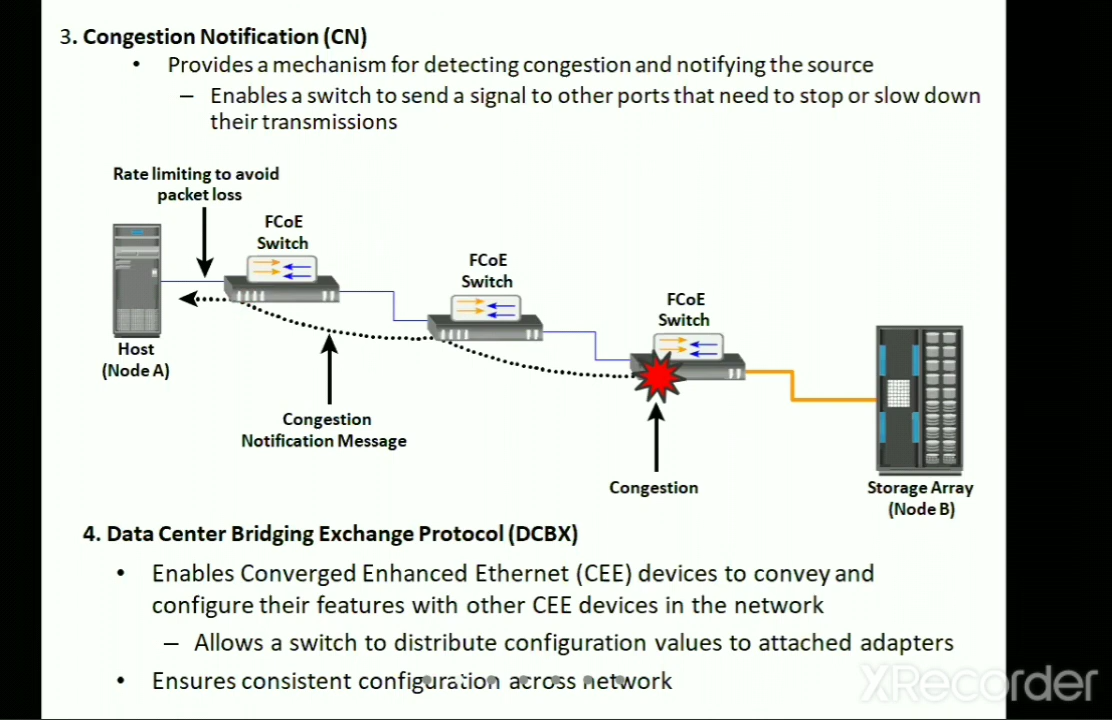 3. Congestion Notification (CN)
• Provides a mechanism for detecting congestion and notifying the source
– Enables a switch to send a signal to other ports that need to stop or slow down
their transmissions
Rate limiting to avoid
packet loss
FCoE
Switch
FCoE
Switch
FCoE
Switch
Host
(Node A)
Congestion
Notification Message
Congestion
Storage Array
(Node B)
4. Data Center Bridging Exchange Protocol (DCBX)
• Enables Converged Enhanced Ethernet (CEE) devices to convey and
configure their features with other CEE devices in the network
– Allows a switch to distribute configuration values to attached adapters
• Ensures consistent configuration across network
XRecorder